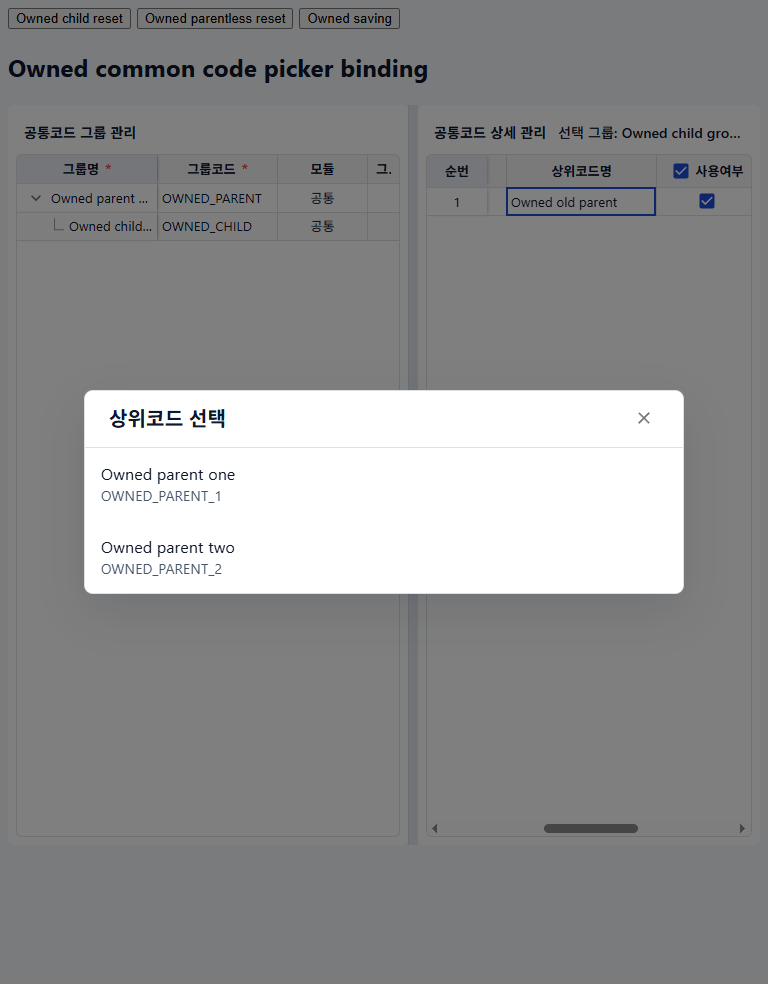 Owned child reset Owned parentless reset Owned saving
Owned common code picker binding
공통코드 그룹 관리
그룹명 * 그룹코드 * 모듈 그.
Owned parent ... OWNED_PARENT 공통
Owned child... OWNED_CHILD 공통
공통코드 상세 관리 선택 그룹: Owned child gro...
순번 상위코드명 사용여부
1 Owned old parent
상위코드 선택
Owned parent one
OWNED_PARENT_1
Owned parent two
OWNED_PARENT_2